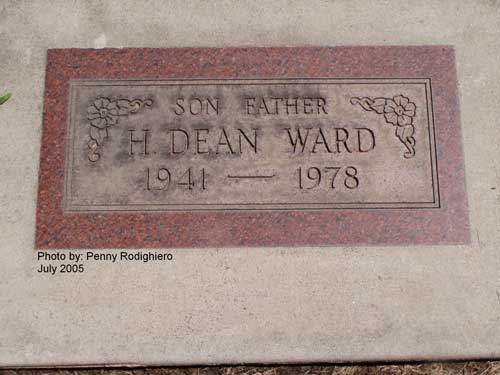 SON FATHER
H. DEAN WARD
1941 — 1978
Photo by: Penny Rodighiero
July 2005